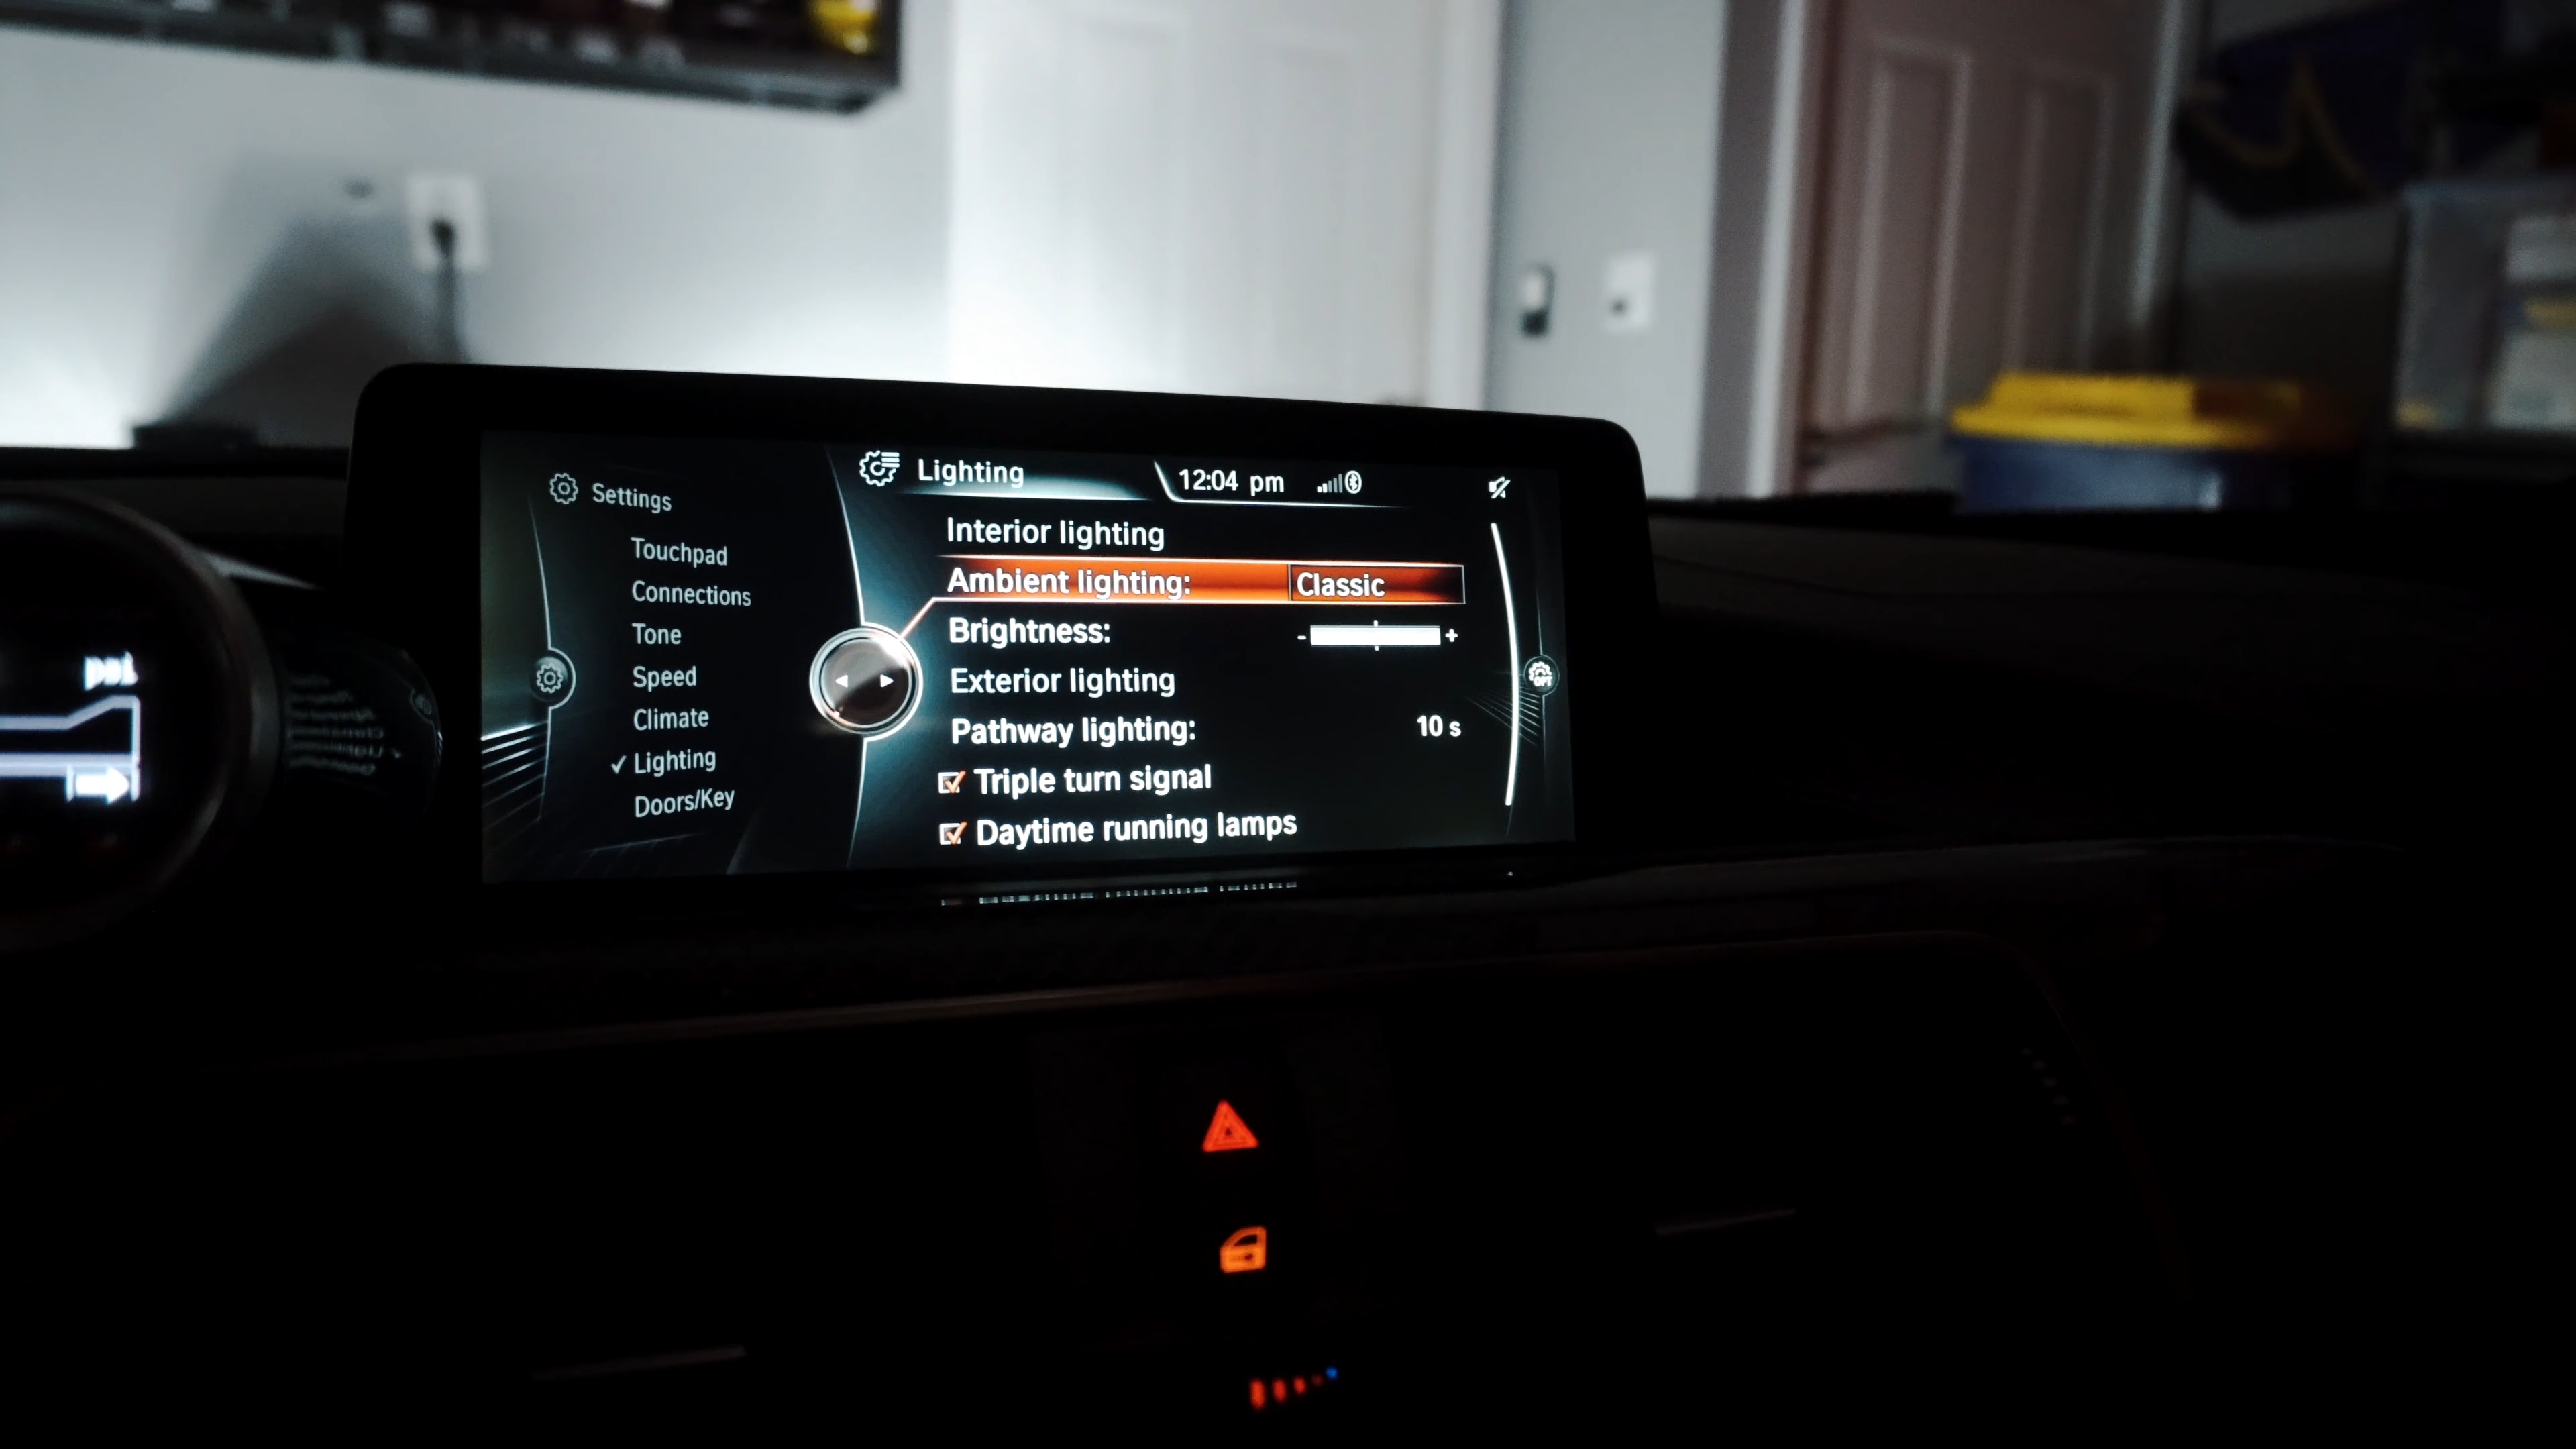 Settings
Touchpad
Connections
Tone
Speed
Climate
✓ Lighting
Doors/Key
Lighting
12:04 pm
Interior lighting
Ambient lighting: Classic
Brightness: - +
Exterior lighting
Pathway lighting: 10 s
Triple turn signal
Daytime running lamps
OPT